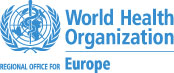 World Health
Organization
REGIONAL OFFICE FOR Europe